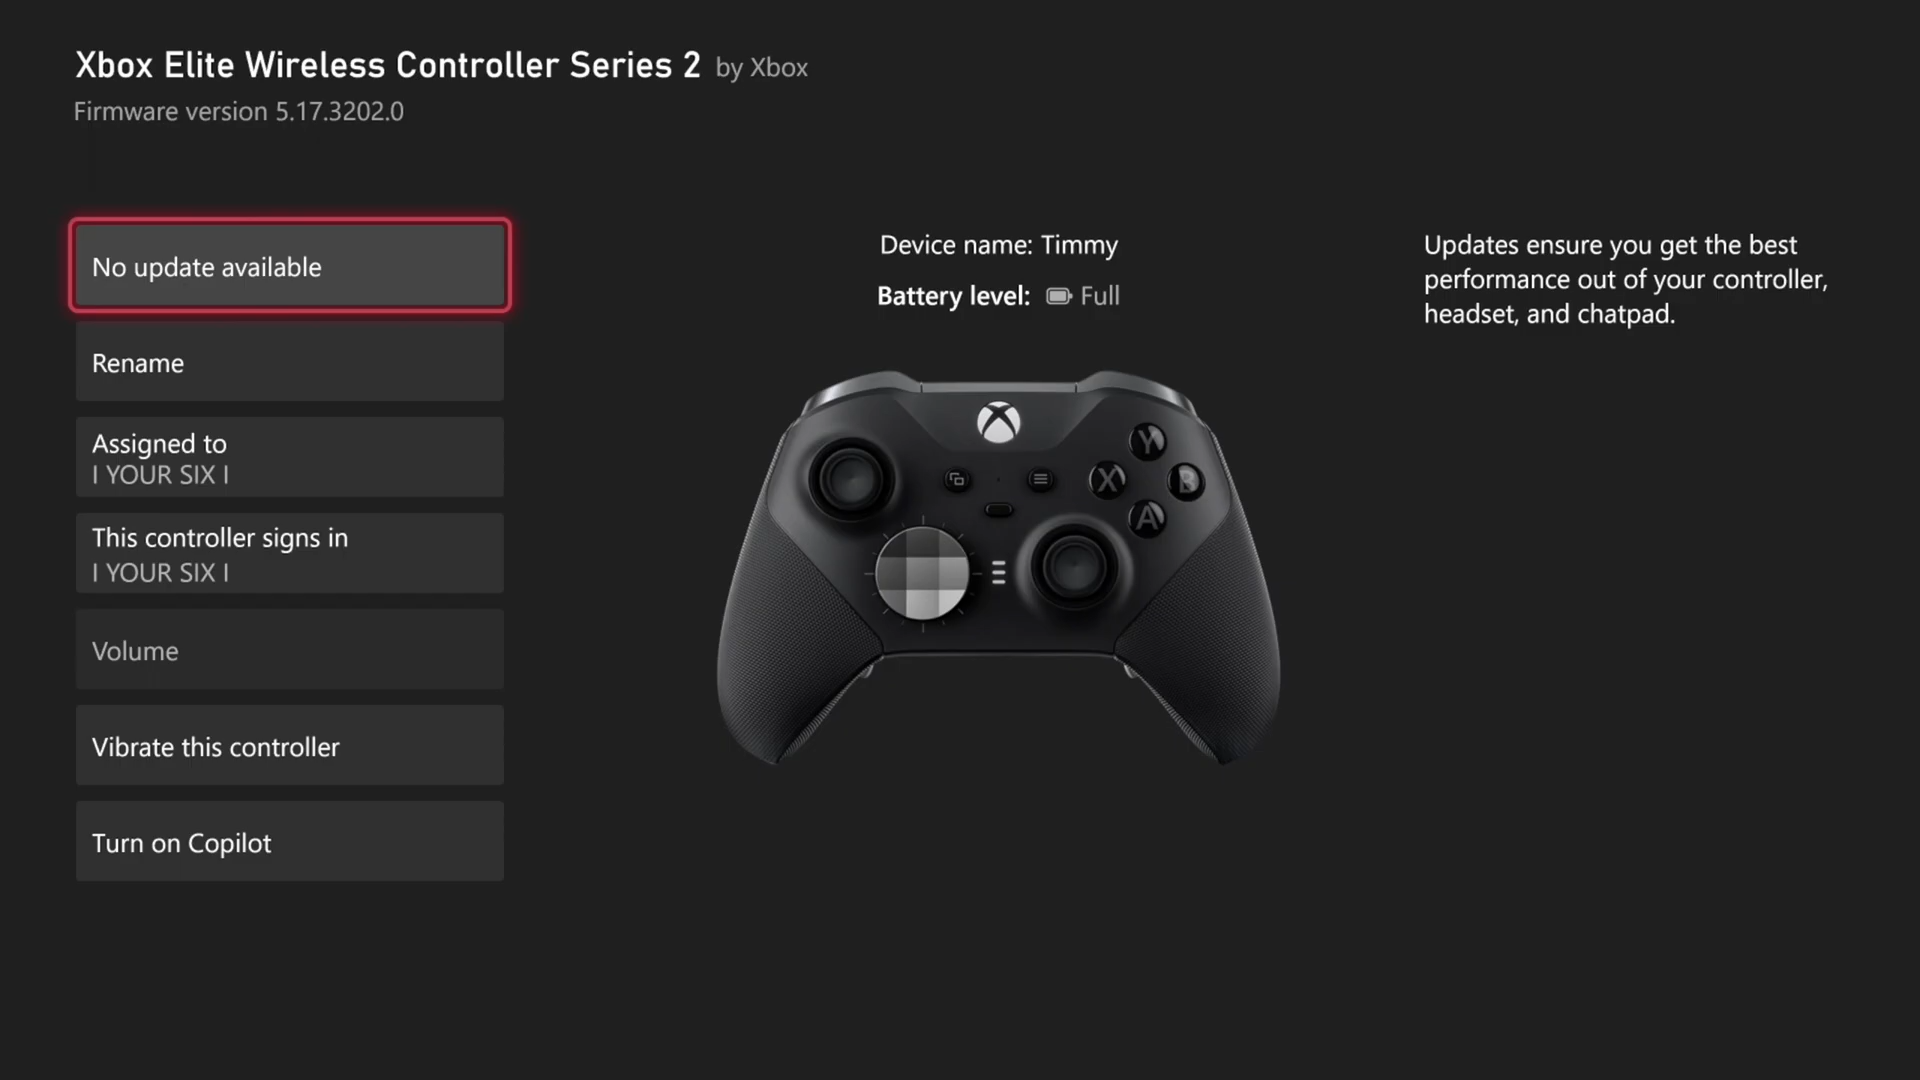 Xbox Elite Wireless Controller Series 2 by Xbox
Firmware version 5.17.3202.0
No update available
Rename
Assigned to
I YOUR SIX I
This controller signs in
I YOUR SIX I
Volume
Vibrate this controller
Turn on Copilot
Device name: Timmy
Battery level: Full
Y
X
B
A
Updates ensure you get the best
performance out of your controller,
headset, and chatpad.